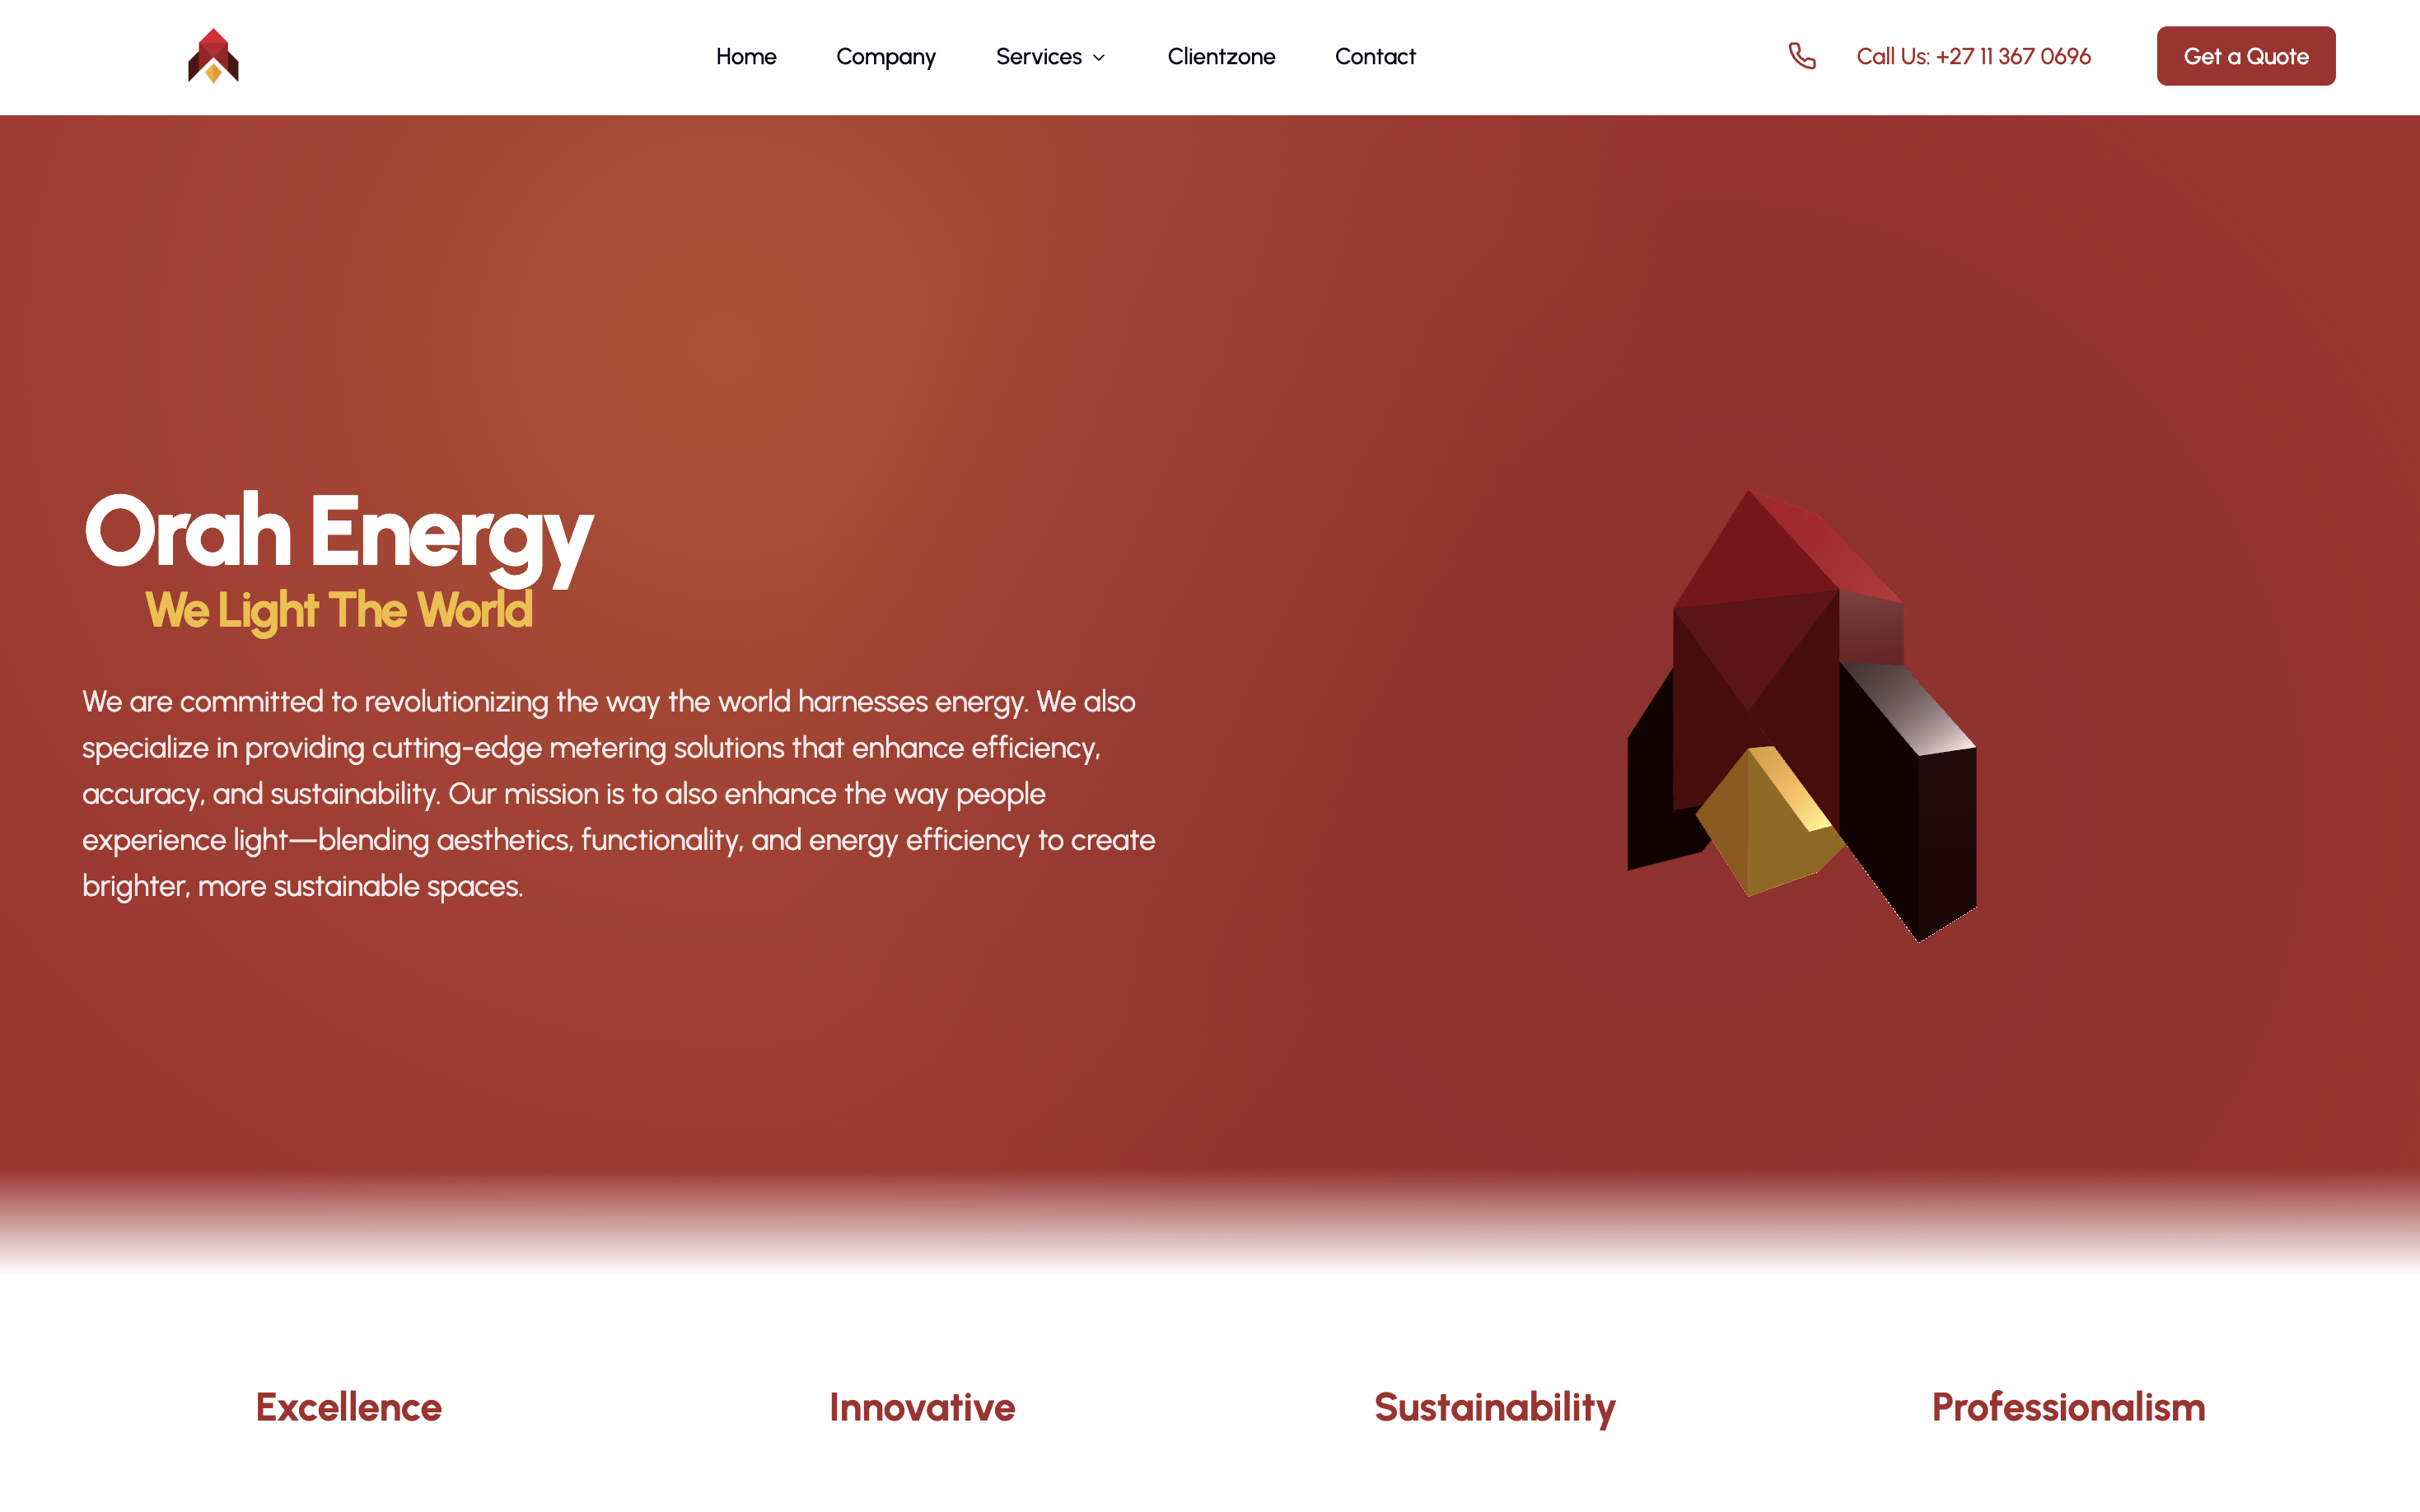 Home
Company
Services
Clientzone
Contact
Call Us: +27 11 367 0696
Get a Quote
Orah Energy
We Light The World
We are committed to revolutionizing the way the world harnesses energy. We also
specialize in providing cutting-edge metering solutions that enhance efficiency,
accuracy, and sustainability. Our mission is to also enhance the way people
experience light—blending aesthetics, functionality, and energy efficiency to create
brighter, more sustainable spaces.
Excellence
Innovative
Sustainability
Professionalism